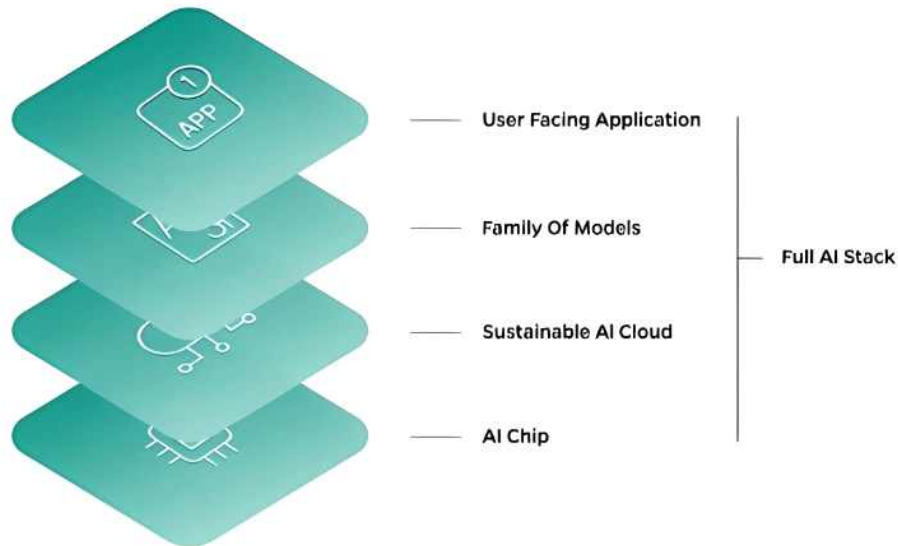 1
APP
User Facing Application
Family Of Models
Full AI Stack
Sustainable AI Cloud
AI Chip